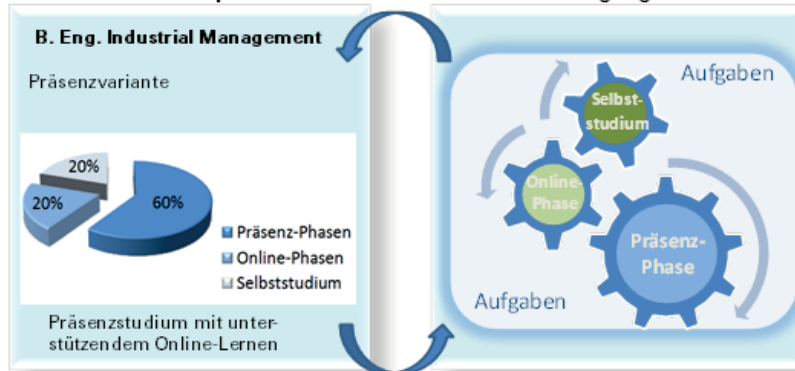 B. Eng. Industrial Management
Präsenzvariante
20%
20%
60%
Präsenz-Phasen
Online-Phasen
Selbststudium
Präsenzstudium mit unter-
stützendem Online-Lernen
Aufgaben
Selbst-
studium
Online-
Phase
Präsenz-
Phase
Aufgaben